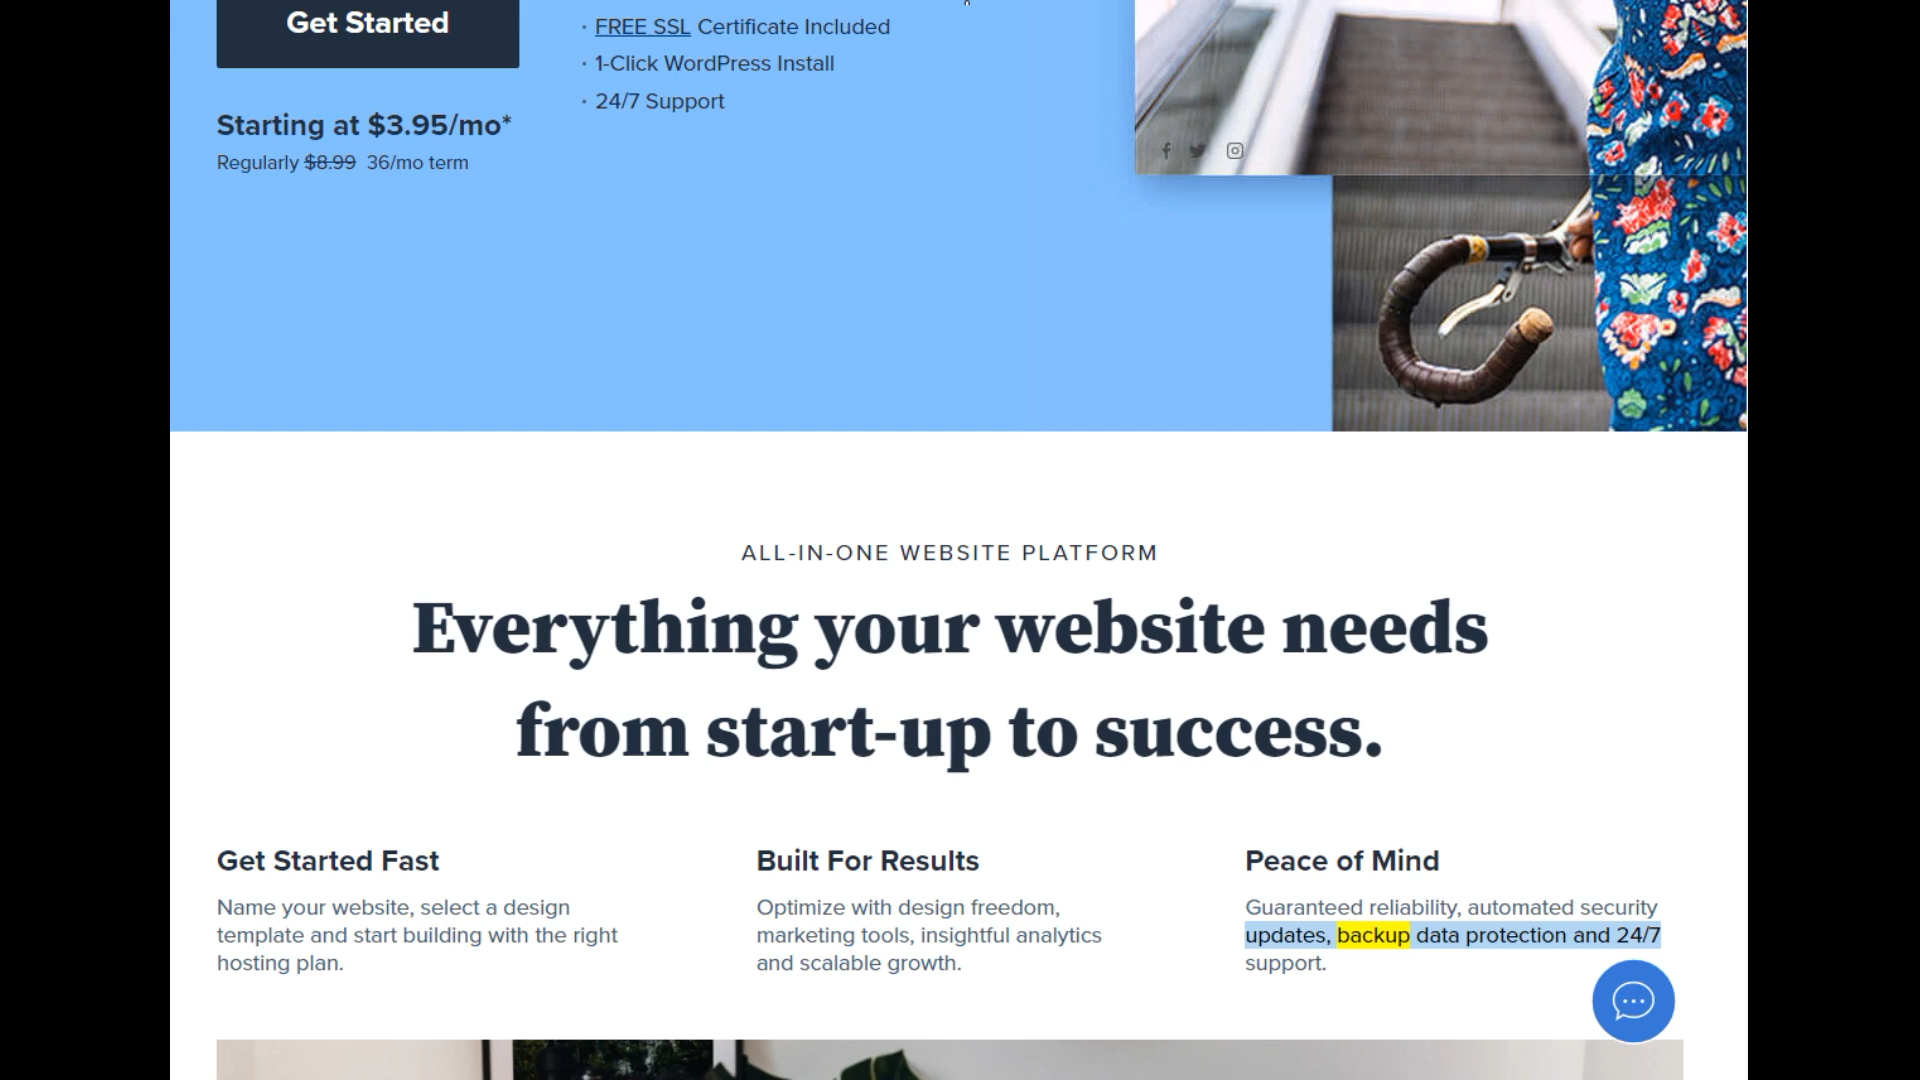 Get Started
Starting at $3.95/mo*
Regularly $8.99 36/mo term
· FREE SSL Certificate Included
· 1-Click WordPress Install
· 24/7 Support
ALL-IN-ONE WEBSITE PLATFORM
Everything your website needs
from start-up to success.
Get Started Fast
Name your website, select a design
template and start building with the right
hosting plan.
Built For Results
Optimize with design freedom,
marketing tools, insightful analytics
and scalable growth.
Peace of Mind
Guaranteed reliability, automated security
updates, backup data protection and 24/7
support.